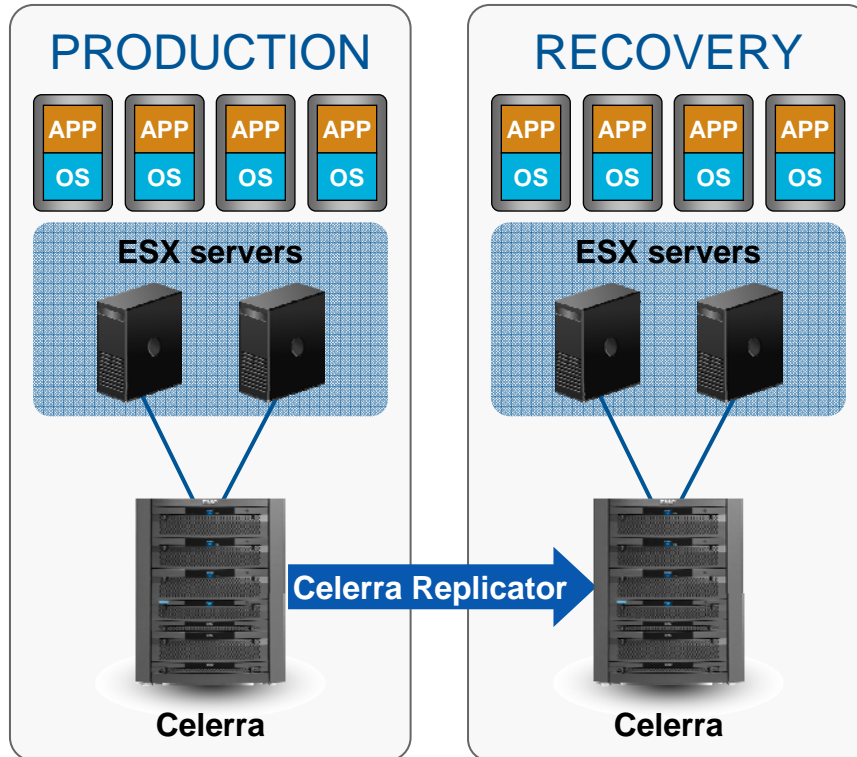 PRODUCTION
APP APP APP APP
OS OS OS OS
ESX servers
Celerra
RECOVERY
APP APP APP APP
OS OS OS OS
ESX servers
Celerra
Celerra Replicator